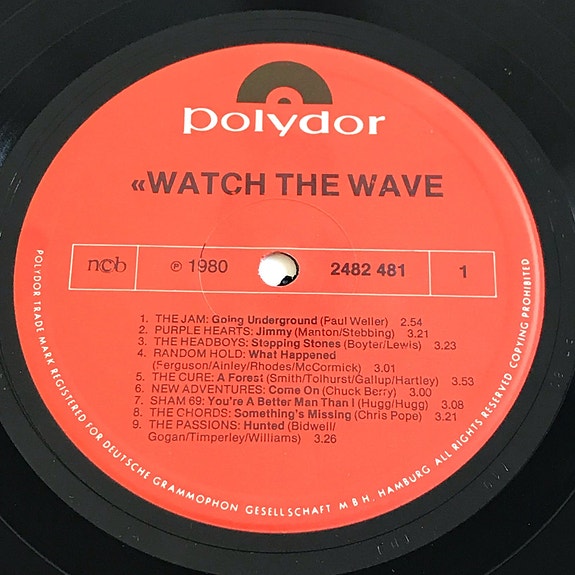 polydor
«WATCH THE WAVE
ncb ℗ 1980 2482 481 1
1. THE JAM: Going Underground (Paul Weller) 2.54
2. PURPLE HEARTS: Jimmy (Manton/Stebbing) 3.21
3. THE HEADBOYS: Stepping Stones (Boyter/Lewis) 3.23
4. RANDOM HOLD: What Happened
(Ferguson/Ainley/Rhodes/McCormick) 3.01
5. THE CURE: A Forest (Smith/Tolhurst/Gallup/Hartley) 3.53
6. NEW ADVENTURES: Come On (Chuck Berry) 3.00
7. SHAM 69: You're A Better Man Than I (Hugg/Hugg) 3.08
8. THE CHORDS: Something's Missing (Chris Pope) 3.21
9. THE PASSIONS: Hunted (Bidwell/
Gogan/Timperley/Williams) 3.26
POLYDOR TRADE MARK REGISTERED FOR DEUTSCHE GRAMMOPHON GESELLSCHAFT MBH. HAMBURG ALL RIGHTS RESERVED COPYING PROHIBITED